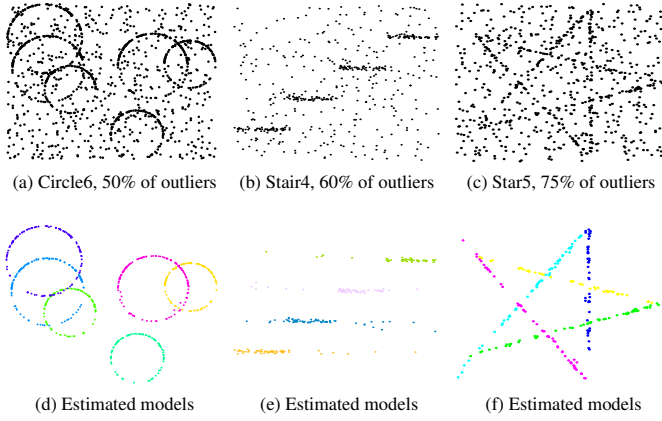 (a) Circle6, 50% of outliers
(b) Stair4, 60% of outliers
(c) Star5, 75% of outliers
(d) Estimated models
(e) Estimated models
(f) Estimated models